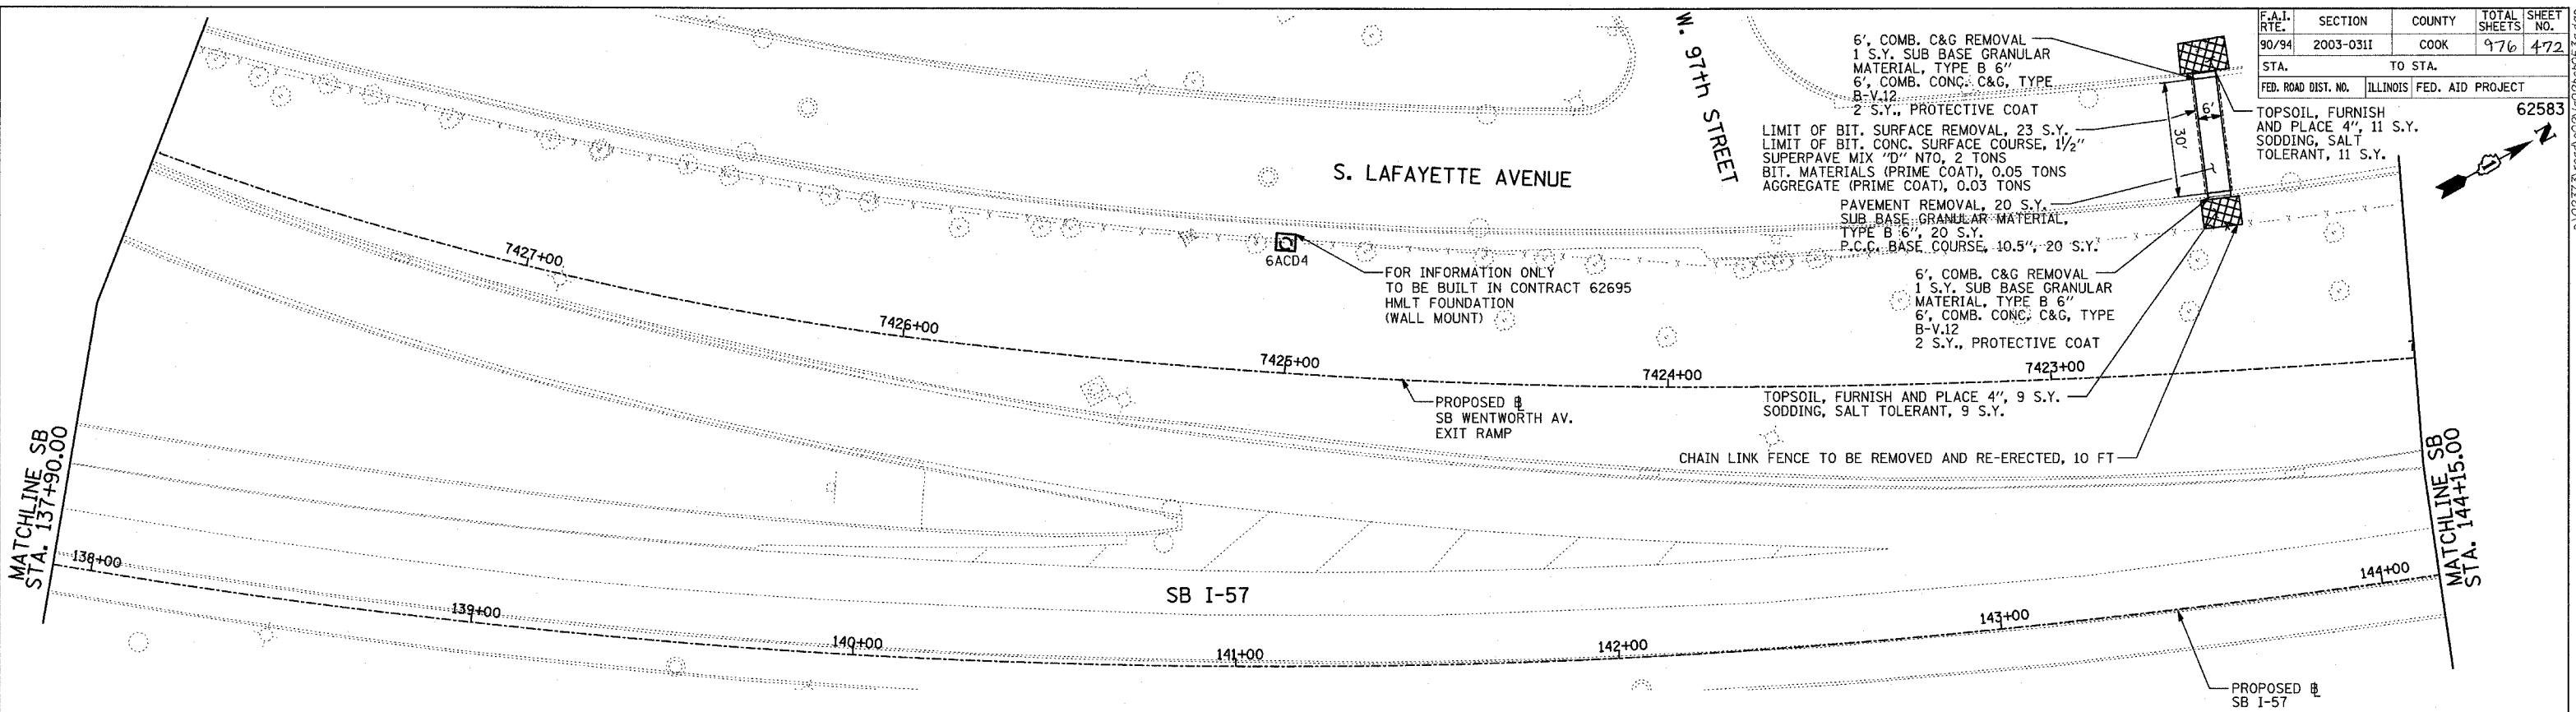 F.A.I. RTE. SECTION COUNTY TOTAL SHEETS SHEET NO.
90/94 2003-031I COOK 976 472
STA. TO STA.
FED. ROAD DIST. NO. ILLINOIS FED. AID PROJECT
62583
6', COMB. C&G REMOVAL
1 S.Y. SUB BASE GRANULAR
MATERIAL, TYPE B 6"
6', COMB. CONC. C&G, TYPE
B-V.12
2 S.Y., PROTECTIVE COAT
LIMIT OF BIT. SURFACE REMOVAL, 23 S.Y.
LIMIT OF BIT. CONC. SURFACE COURSE, 1½"
SUPERPAVE MIX "D" N70, 2 TONS
BIT. MATERIALS (PRIME COAT), 0.05 TONS
AGGREGATE (PRIME COAT), 0.03 TONS
PAVEMENT REMOVAL, 20 S.Y.
SUB BASE GRANULAR MATERIAL,
TYPE B 6", 20 S.Y.
P.C.C. BASE COURSE, 10.5", 20 S.Y.
6', COMB. C&G REMOVAL
1 S.Y. SUB BASE GRANULAR
MATERIAL, TYPE B 6"
6', COMB. CONC. C&G, TYPE
B-V.12
2 S.Y., PROTECTIVE COAT
TOPSOIL, FURNISH
AND PLACE 4", 11 S.Y.
SODDING, SALT
TOLERANT, 11 S.Y.
6'
30'
W. 97th STREET
S. LAFAYETTE AVENUE
6ACD4
FOR INFORMATION ONLY
TO BE BUILT IN CONTRACT 62695
HMLT FOUNDATION
(WALL MOUNT)
7427+00
7426+00
7425+00
7424+00
7423+00
PROPOSED B
SB WENTWORTH AV.
EXIT RAMP
TOPSOIL, FURNISH AND PLACE 4", 9 S.Y.
SODDING, SALT TOLERANT, 9 S.Y.
CHAIN LINK FENCE TO BE REMOVED AND RE-ERECTED, 10 FT
MATCHLINE SB
STA. 137+90.00
MATCHLINE SB
STA. 144+15.00
SB I-57
138+00
139+00
140+00
141+00
142+00
143+00
144+00
PROPOSED B
SB I-57